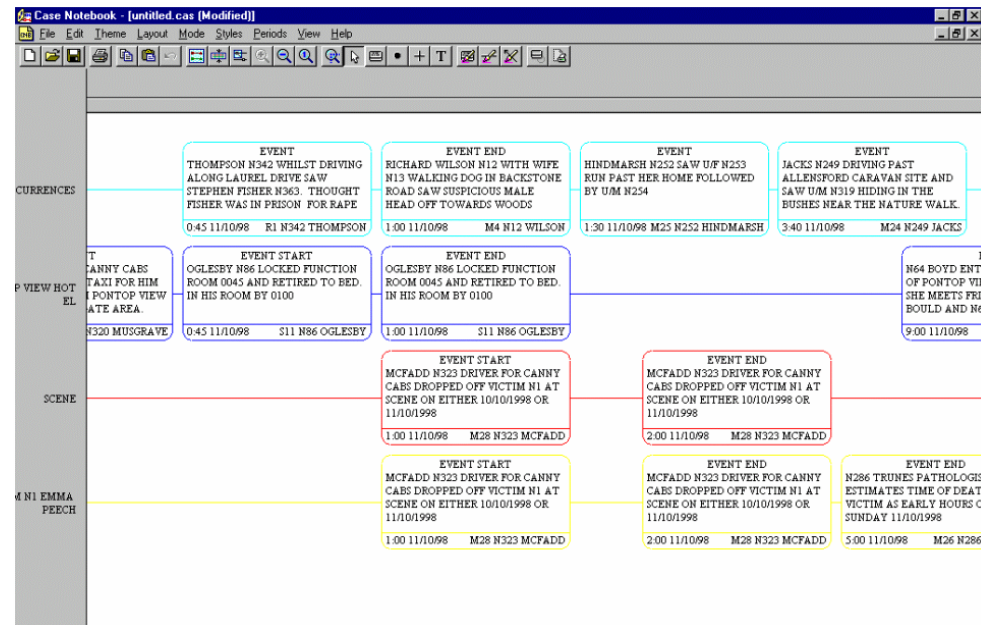 Case Notebook - [untitled.cas (Modified)]
File Edit Theme Layout Mode Styles Periods View Help
CURRENCES
EVENT
THOMPSON N342 WHILST DRIVING
ALONG LAUREL DRIVE SAW
STEPHEN FISHER N363. THOUGHT
FISHER WAS IN PRISON FOR RAPE
0:45 11/10/98 R1 N342 THOMPSON
EVENT END
RICHARD WILSON N12 WITH WIFE
N13 WALKING DOG IN BACKSTONE
ROAD SAW SUSPICIOUS MALE
HEAD OFF TOWARDS WOODS
1:00 11/10/98 M4 N12 WILSON
EVENT
HINDMARSH N252 SAW U/F N253
RUN PAST HER HOME FOLLOWED
BY U/M N254
1:30 11/10/98 M25 N252 HINDMARSH
EVENT
JACKS N249 DRIVING PAST
ALLENSFORD CARAVAN SITE AND
SAW U/M N319 HIDING IN THE
BUSHES NEAR THE NATURE WALK.
3:40 11/10/98 M24 N249 JACKS
P VIEW HOT
EL
T
CANNY CABS
TAXI FOR HIM
PONTOP VIEW
ATE AREA.
N320 MUSGRAVE
EVENT START
OGLESBY N86 LOCKED FUNCTION
ROOM 0045 AND RETIRED TO BED.
IN HIS ROOM BY 0100
0:45 11/10/98 S11 N86 OGLESBY
EVENT END
OGLESBY N86 LOCKED FUNCTION
ROOM 0045 AND RETIRED TO BED.
IN HIS ROOM BY 0100
1:00 11/10/98 S11 N86 OGLESBY
N64 BOYD ENT
OF PONTOP VI
SHE MEETS FRI
BOULD AND N6
9:00 11/10/98
SCENE
EVENT START
MCFADD N323 DRIVER FOR CANNY
CABS DROPPED OFF VICTIM N1 AT
SCENE ON EITHER 10/10/1998 OR
11/10/1998
1:00 11/10/98 M28 N323 MCFADD
EVENT END
MCFADD N323 DRIVER FOR CANNY
CABS DROPPED OFF VICTIM N1 AT
SCENE ON EITHER 10/10/1998 OR
11/10/1998
2:00 11/10/98 M28 N323 MCFADD
M N1 EMMA
PEECH
EVENT START
MCFADD N323 DRIVER FOR CANNY
CABS DROPPED OFF VICTIM N1 AT
SCENE ON EITHER 10/10/1998 OR
11/10/1998
1:00 11/10/98 M28 N323 MCFADD
EVENT END
MCFADD N323 DRIVER FOR CANNY
CABS DROPPED OFF VICTIM N1 AT
SCENE ON EITHER 10/10/1998 OR
11/10/1998
2:00 11/10/98 M28 N323 MCFADD
EVENT END
N286 TRUNES PATHOLOGIS
ESTIMATES TIME OF DEAT
VICTIM AS EARLY HOURS O
SUNDAY 11/10/1998
5:00 11/10/98 M26 N286